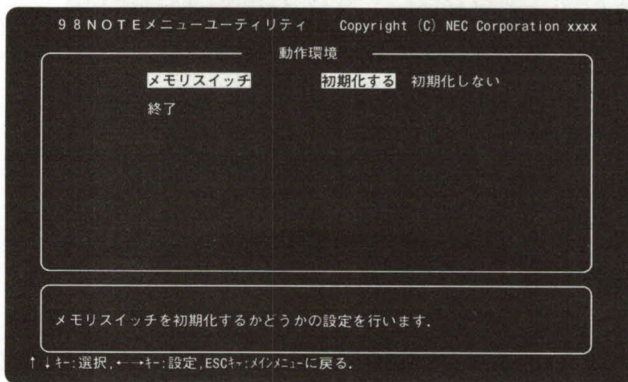 98NOTEメニューユーティリティ Copyright (C) NEC Corporation xxxx
動作環境
メモリスイッチ 初期化する 初期化しない
終了
メモリスイッチを初期化するかどうかの設定を行います.
↑↓キー:選択,←→キー:設定,ESCキー:メインメニューに戻る.